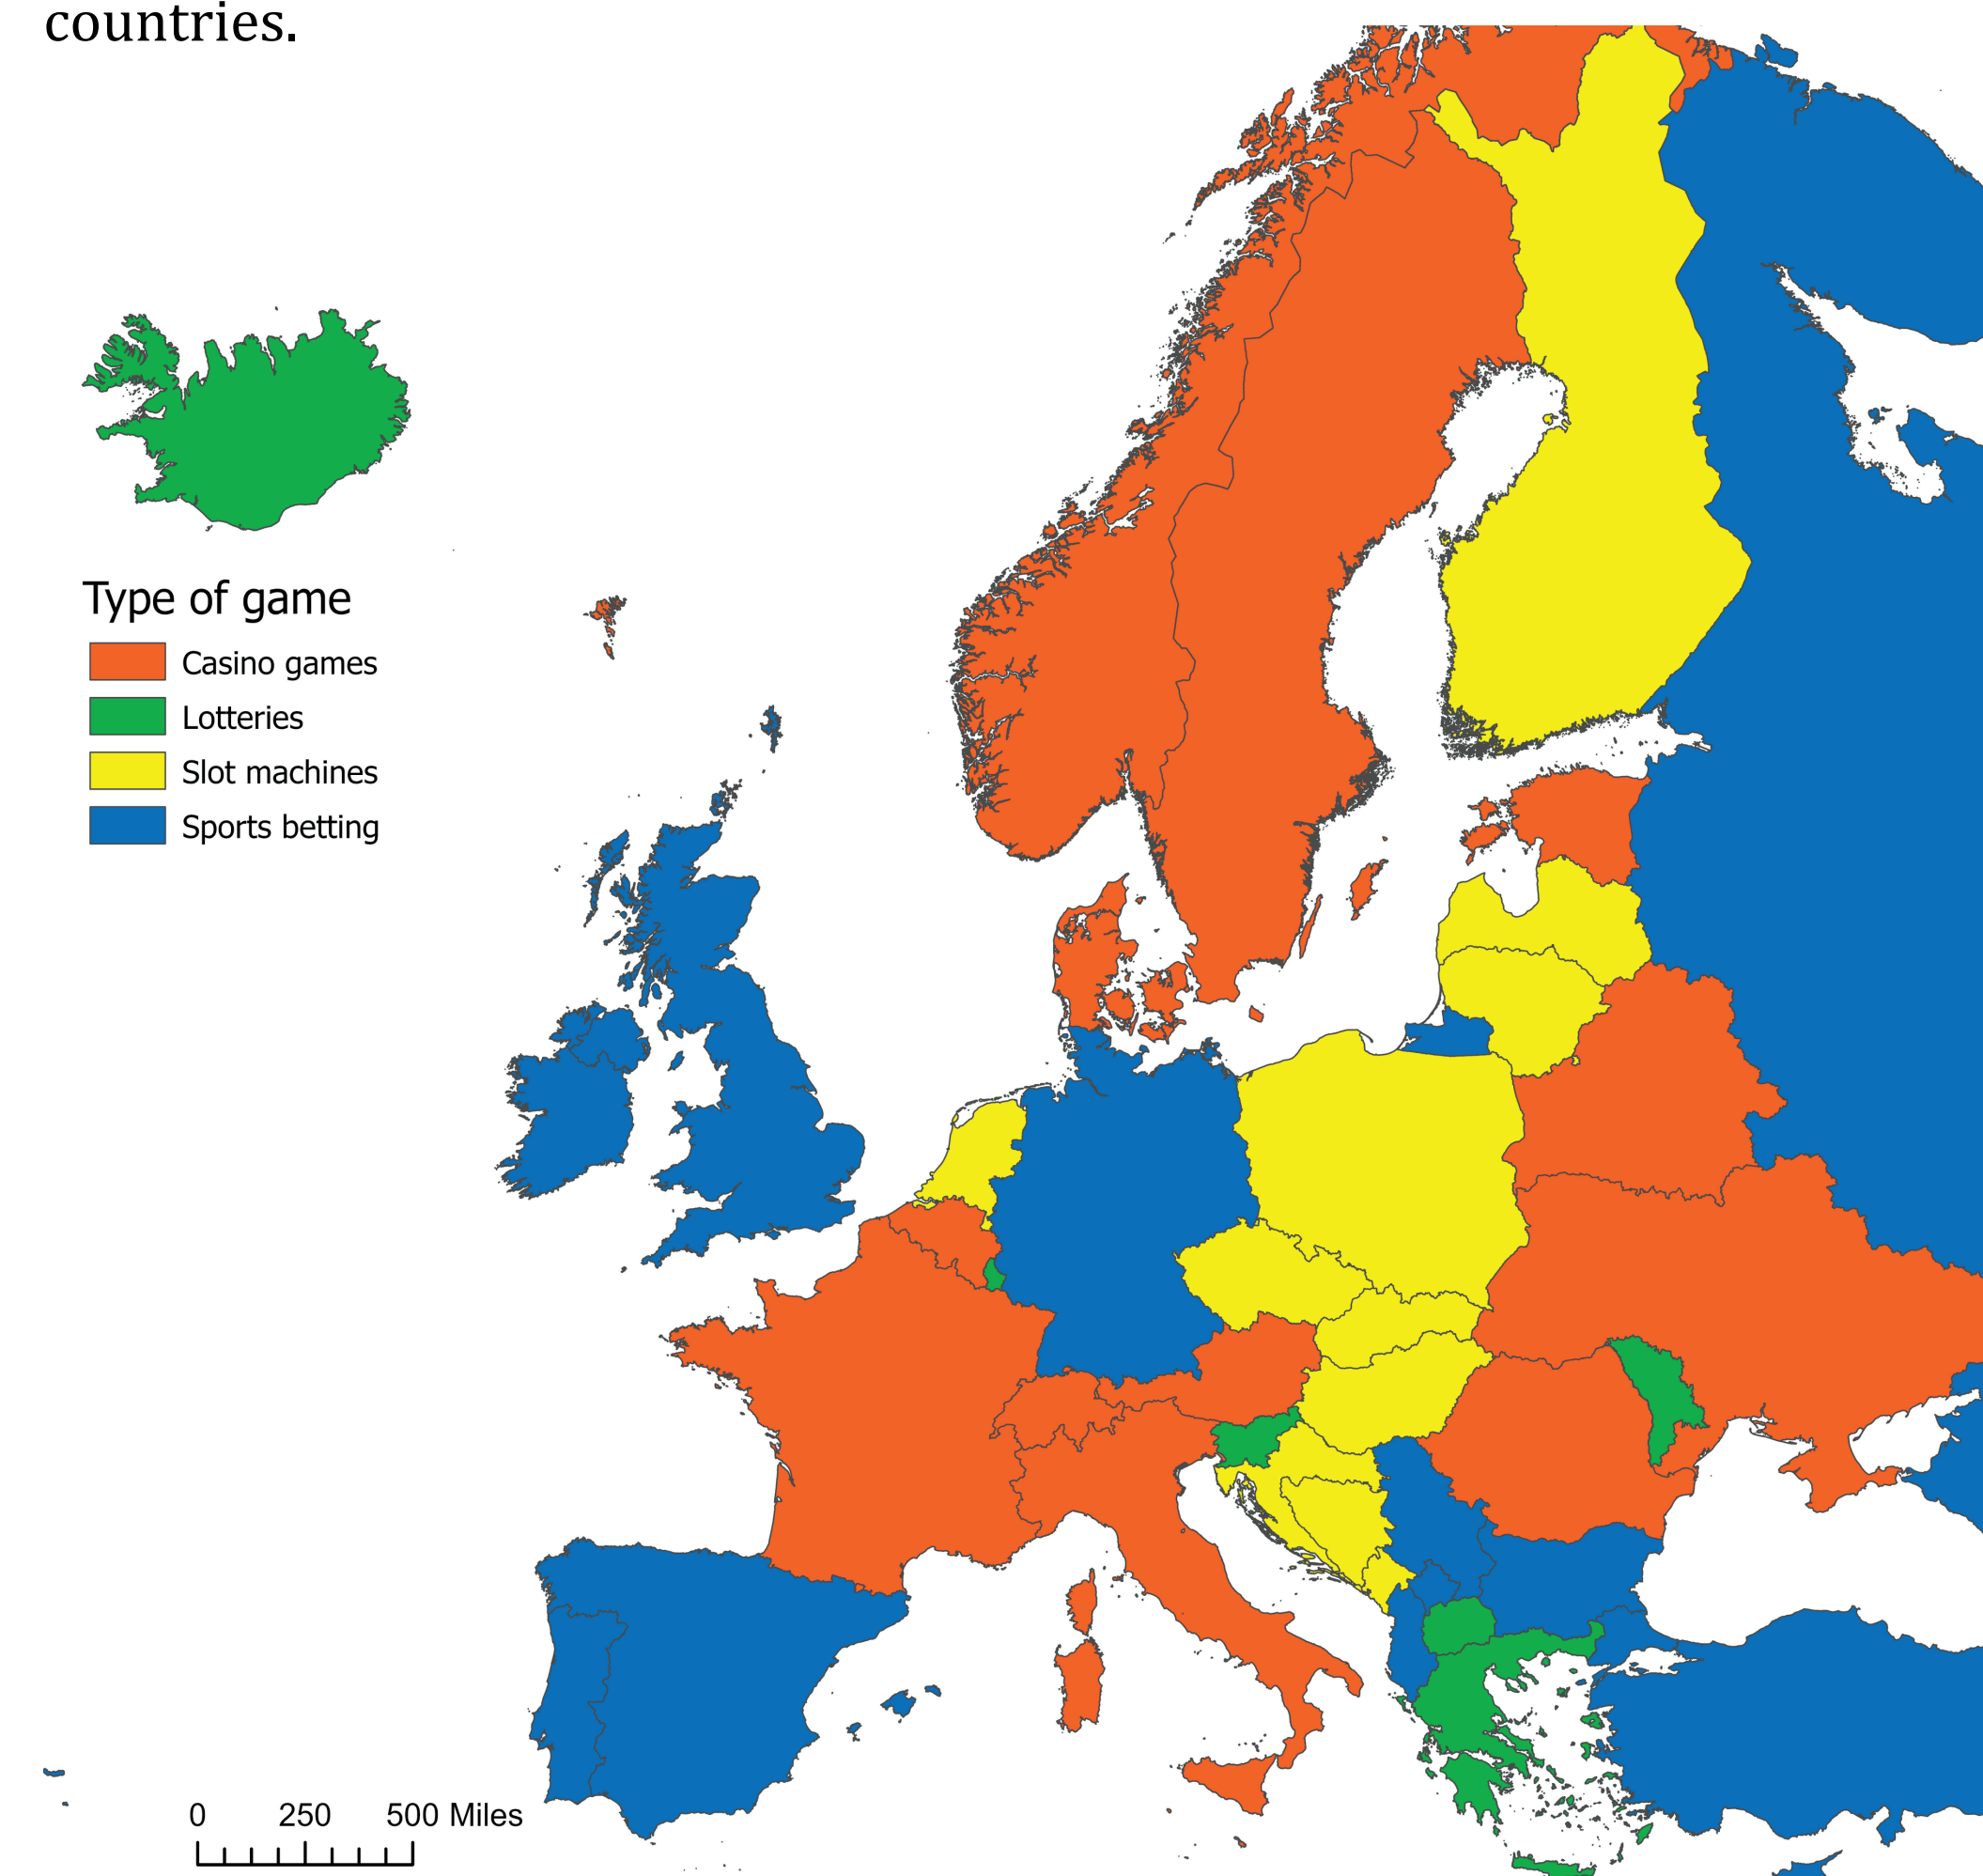 countries.
Type of game
Casino games
Lotteries
Slot machines
Sports betting
0 250 500 Miles